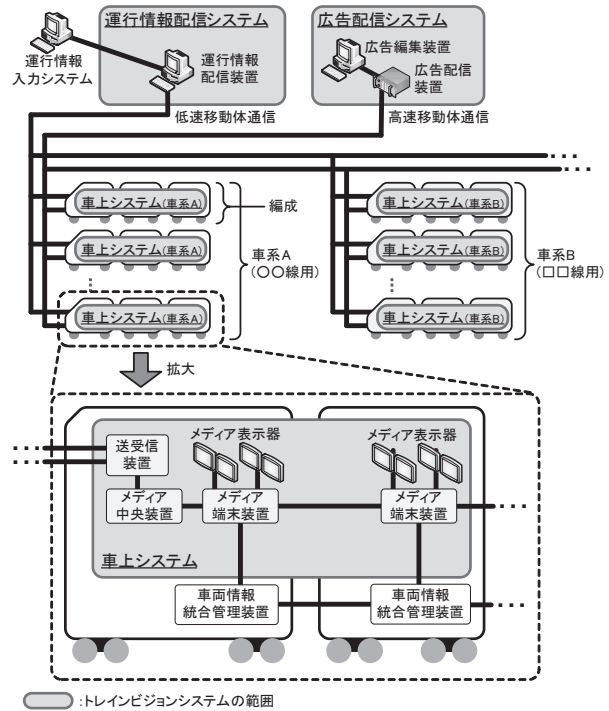 運行情報配信システム
広告配信システム
運行情報
入力システム
運行情報
配信装置
広告編集装置
広告配信
装置
低速移動体通信
高速移動体通信
車上システム(車系A)
編成
車上システム(車系A)
車系A
(〇〇線用)
車上システム(車系A)
車上システム(車系B)
車上システム(車系B)
車系B
(□□線用)
車上システム(車系B)
拡大
送受信
装置
メディア表示器
メディア表示器
メディア
中央装置
メディア
端末装置
メディア
端末装置
車上システム
車両情報
統合管理装置
車両情報
統合管理装置
:トレインビジョンシステムの範囲